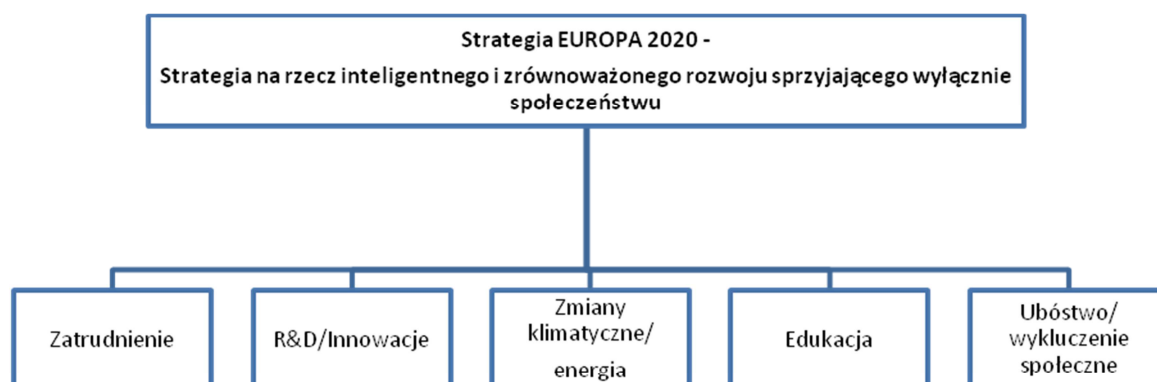 Strategia EUROPA 2020 -
Strategia na rzecz inteligentnego i zrównoważonego rozwoju sprzyjającego wyłącznie
społeczeństwu
Zatrudnienie
R&D/Innowacje
Zmiany
klimatyczne/
energia
Edukacja
Ubóstwo/
wykluczenie
społeczne